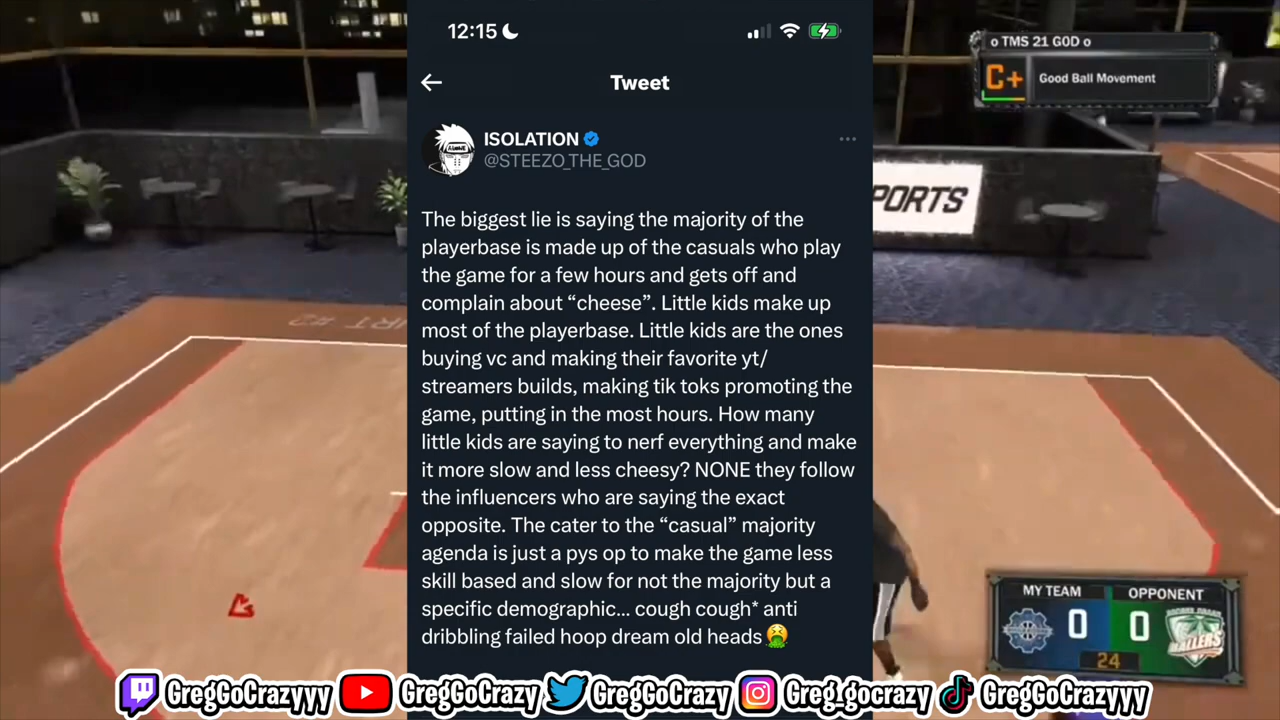 12:15
Tweet
ISOLATION
@STEEZO_THE_GOD
The biggest lie is saying the majority of the
playerbase is made up of the casuals who play
the game for a few hours and gets off and
complain about “cheese”. Little kids make up
most of the playerbase. Little kids are the ones
buying vc and making their favorite yt/
streamers builds, making tik toks promoting the
game, putting in the most hours. How many
little kids are saying to nerf everything and make
it more slow and less cheesy? NONE they follow
the influencers who are saying the exact
opposite. The cater to the “casual” majority
agenda is just a pys op to make the game less
skill based and slow for not the majority but a
specific demographic... cough cough* anti
dribbling failed hoop dream old heads🤮
o TMS 21 GOD o
C+
Good Ball Movement
PORTS
MY TEAM
OPPONENT
0
0
BALLERS
24
GregGoCrazyyy
GregGoCrazy
GregGoCrazy
Greg_gocrazy
GregGoCrazyyy